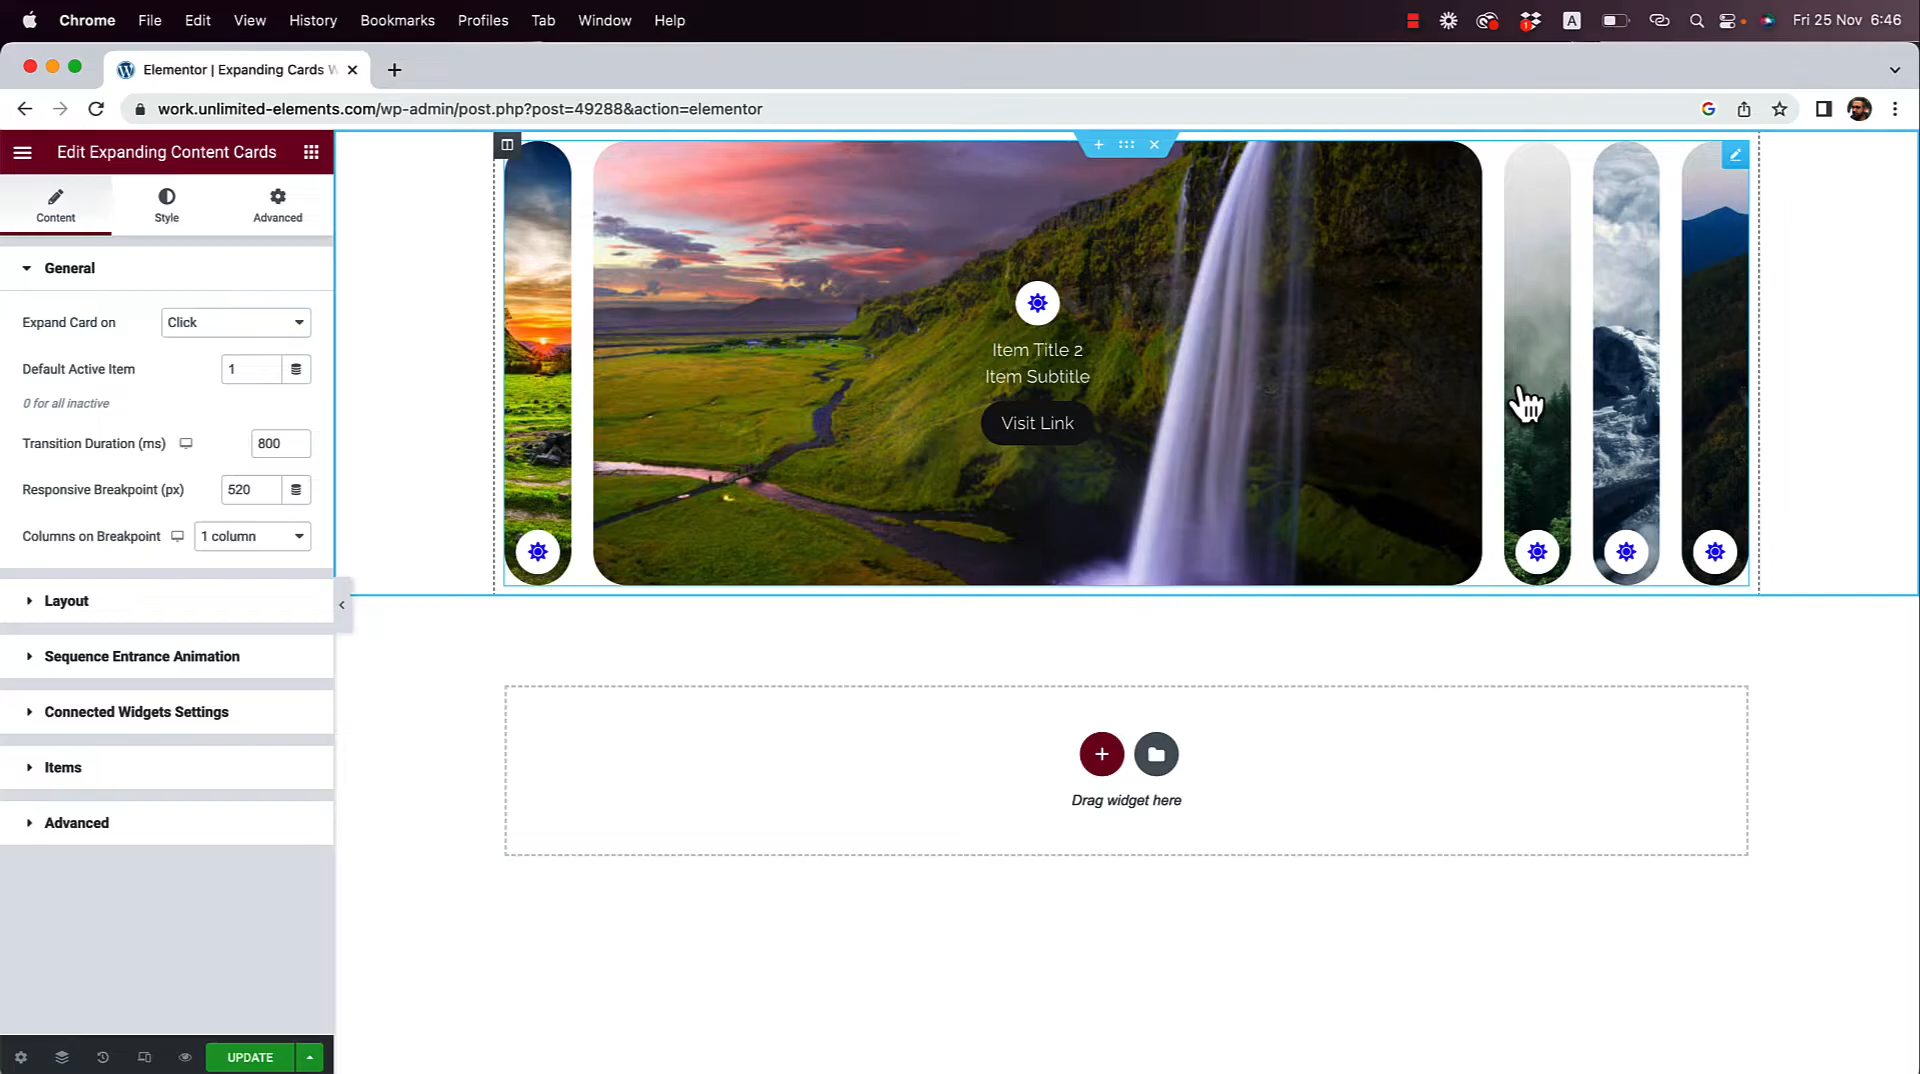 Chrome File Edit View History Bookmarks Profiles Tab Window Help
1 A Fri 25 Nov 6:46
Elementor | Expanding Cards W
work.unlimited-elements.com/wp-admin/post.php?post=49288&action=elementor
Edit Expanding Content Cards
Content Style Advanced
General
Expand Card on Click
Default Active Item 1
0 for all inactive
Transition Duration (ms) 800
Responsive Breakpoint (px) 520
Columns on Breakpoint 1 column
Layout
Sequence Entrance Animation
Connected Widgets Settings
Items
Advanced
UPDATE
Item Title 2
Item Subtitle
Visit Link
Drag widget here